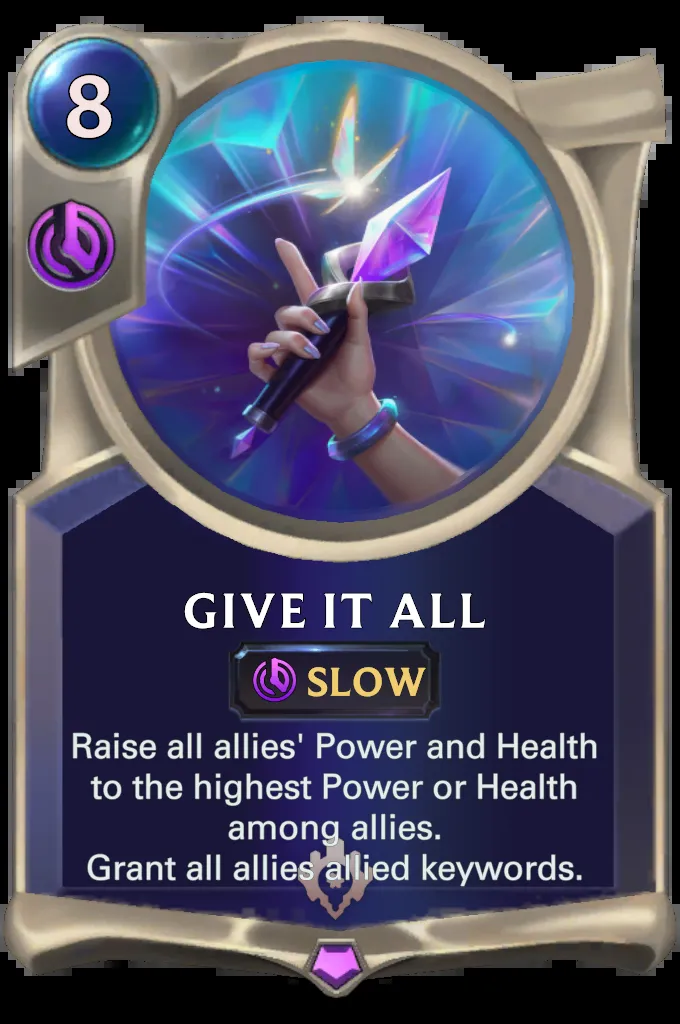 8
GIVE IT ALL
SLOW
Raise all allies' Power and Health
to the highest Power or Health
among allies.
Grant all allies allied keywords.